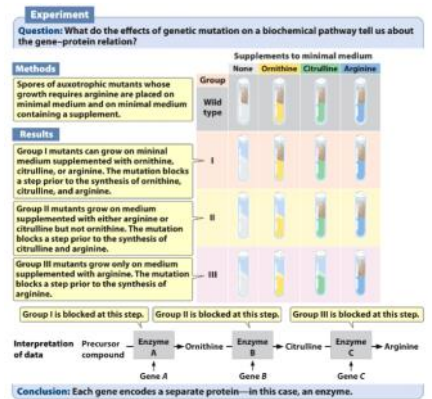 Experiment
Question: What do the effects of genetic mutation on a biochemical pathway tell us about
the gene–protein relation?
Supplements to minimal medium
Methods
None Ornithine Citrulline Arginine
Group
Spores of auxotrophic mutants whose
growth requires arginine are placed on
minimal medium and on minimal medium
containing a supplement.
Wild
type
Results
Group I mutants can grow on mininal
medium supplemented with ornithine,
citrulline, or arginine. The mutation blocks
a step prior to the synthesis of ornithine,
citrulline, and arginine.
I
Group II mutants grow on medium
supplemented with either arginine or
citrulline but not ornithine. The mutation
blocks a step prior to the synthesis of
citrulline and arginine.
II
Group III mutants grow only on medium
supplemented with arginine. The mutation
blocks a step prior to the synthesis of
arginine.
III
Group I is blocked at this step. Group II is blocked at this step. Group III is blocked at this step.
Interpretation
of data
Precursor
compound
Enzyme
A
Ornithine
Enzyme
B
Citrulline
Enzyme
C
Arginine
Gene A Gene B Gene C
Conclusion: Each gene encodes a separate protein—in this case, an enzyme.